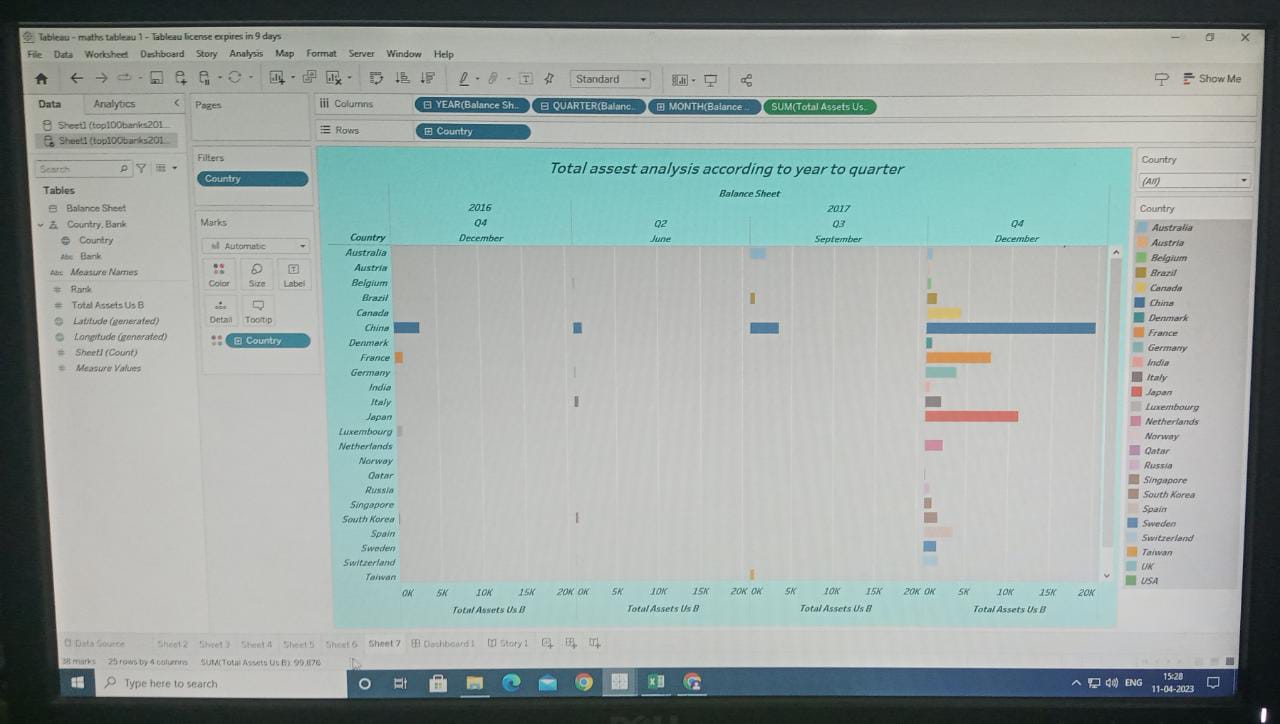 Tableau - maths tableau 1 - Tableau license expires in 9 days
File Data Worksheet Dashboard Story Analysis Map Format Server Window Help
Standard
Show Me
Data Analytics
Pages
Columns
YEAR(Balance Sh..
QUARTER(Balanc..
MONTH(Balance ..
SUM(Total Assets Us..
Rows
Country
Sheet1 (top100banks201...
Sheet1 (top100banks201...
Search
Tables
Balance Sheet
Country, Bank
Country
Abc Bank
Abc Measure Names
# Rank
# Total Assets Us B
Latitude (generated)
Longitude (generated)
# Sheet1 (Count)
# Measure Values
Filters
Country
Marks
Automatic
Color Size Label
Detail Tooltip
Country
Total assest analysis according to year to quarter
Balance Sheet
2016 2017
Q4 Q2 Q3 Q4
Country December June September December
Australia
Austria
Belgium
Brazil
Canada
China
Denmark
France
Germany
India
Italy
Japan
Luxembourg
Netherlands
Norway
Qatar
Russia
Singapore
South Korea
Spain
Sweden
Switzerland
Taiwan
0K 5K 10K 15K 20K 0K 5K 10K 15K 20K 0K 5K 10K 15K 20K 0K 5K 10K 15K 20K
Total Assets Us B Total Assets Us B Total Assets Us B Total Assets Us B
Country
(All)
Country
Australia
Austria
Belgium
Brazil
Canada
China
Denmark
France
Germany
India
Italy
Japan
Luxembourg
Netherlands
Norway
Qatar
Russia
Singapore
South Korea
Spain
Sweden
Switzerland
Taiwan
UK
USA
Data Source Sheet 2 Sheet 3 Sheet 4 Sheet 5 Sheet 6 Sheet 7 Dashboard 1 Story 1
38 marks 25 rows by 4 columns SUM(Total Assets Us B): 99,876
Type here to search
ENG
15:28
11-04-2023
DELL